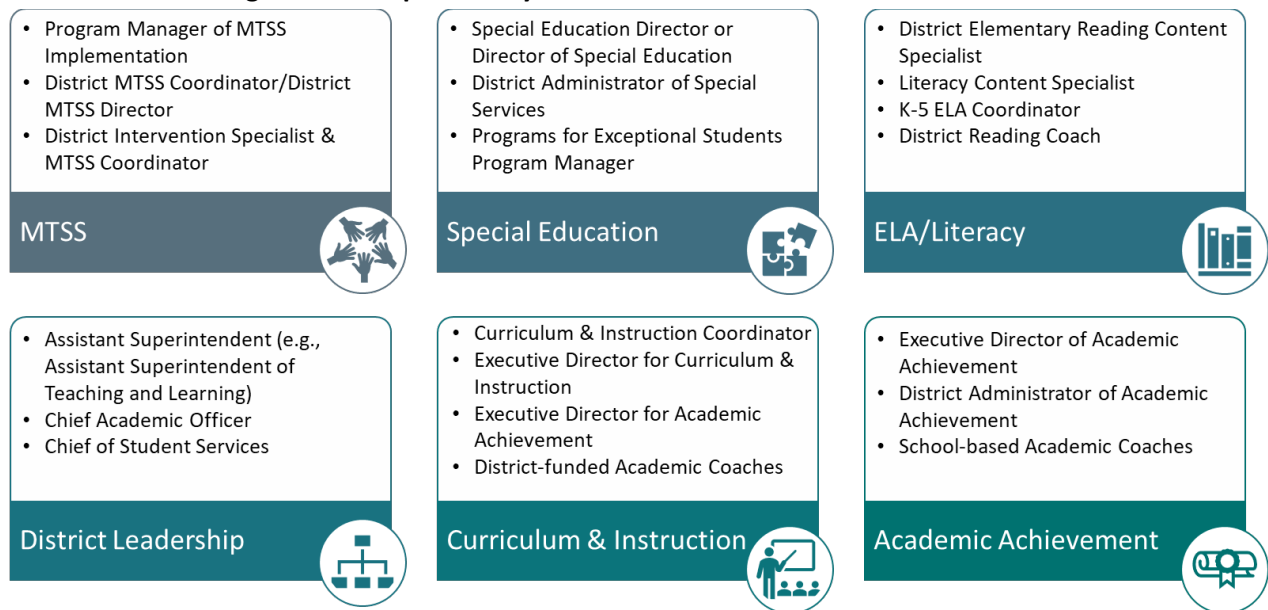 • Program Manager of MTSS
Implementation
• District MTSS Coordinator/District
MTSS Director
• District Intervention Specialist &
MTSS Coordinator
MTSS
• Special Education Director or
Director of Special Education
• District Administrator of Special
Services
• Programs for Exceptional Students
Program Manager
Special Education
• District Elementary Reading Content
Specialist
• Literacy Content Specialist
• K-5 ELA Coordinator
• District Reading Coach
ELA/Literacy
• Assistant Superintendent (e.g.,
Assistant Superintendent of
Teaching and Learning)
• Chief Academic Officer
• Chief of Student Services
District Leadership
• Curriculum & Instruction Coordinator
• Executive Director for Curriculum &
Instruction
• Executive Director for Academic
Achievement
• District-funded Academic Coaches
Curriculum & Instruction
• Executive Director of Academic
Achievement
• District Administrator of Academic
Achievement
• School-based Academic Coaches
Academic Achievement